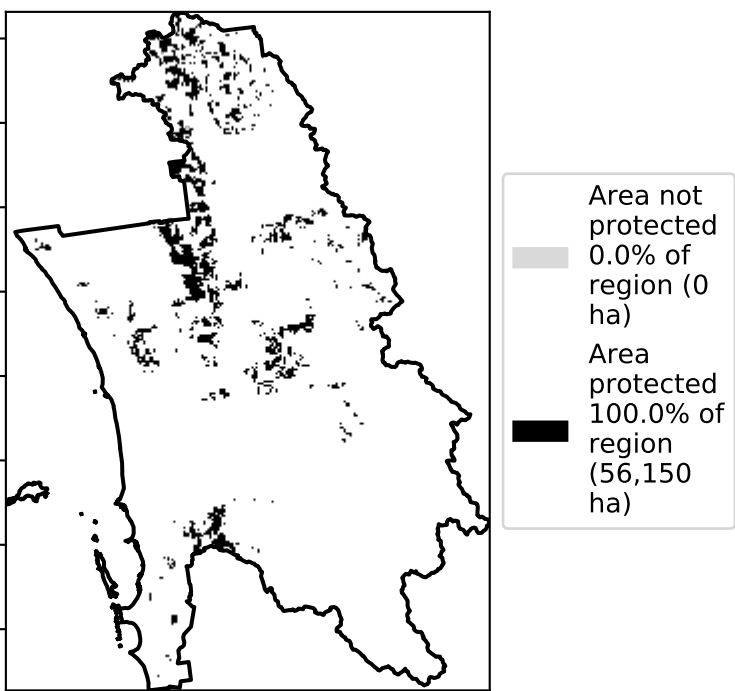 Area not
protected
0.0% of
region (0
ha)
Area
protected
100.0% of
region
(56,150
ha)